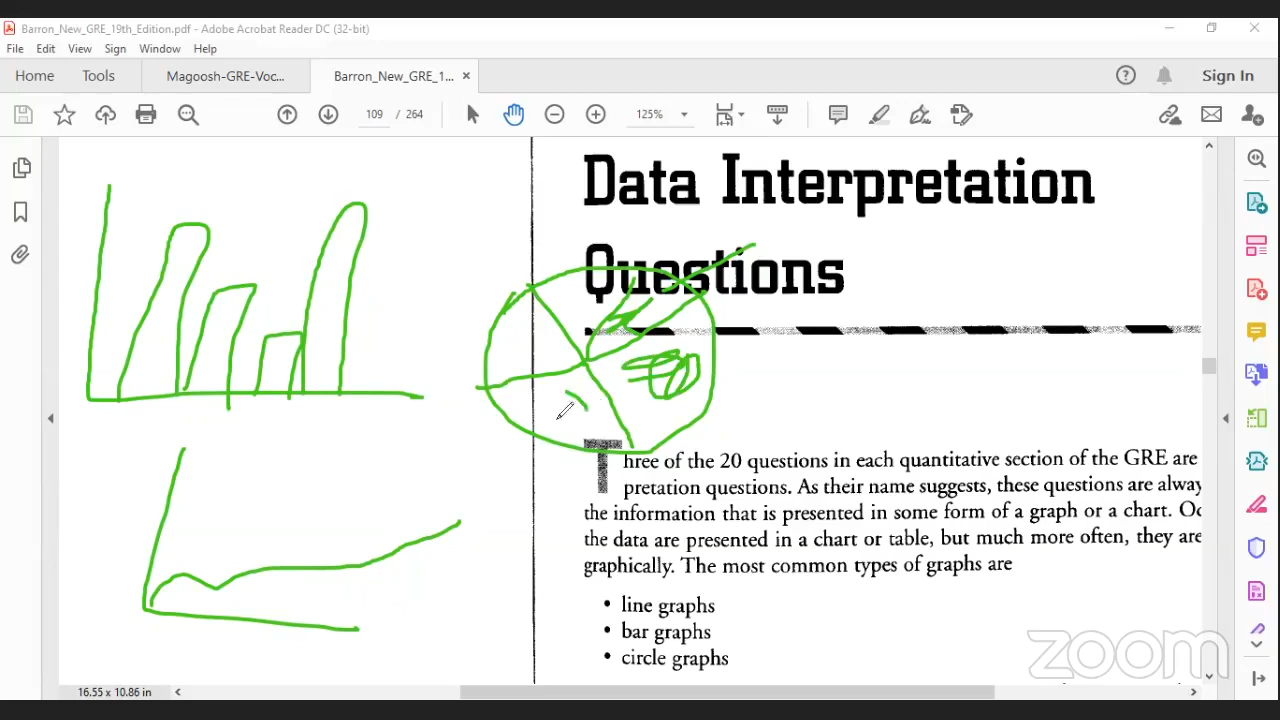 Barron_New_GRE_19th_Edition.pdf - Adobe Acrobat Reader DC (32-bit)
File Edit View Sign Window Help
Home Tools Magoosh-GRE-Voc... Barron_New_GRE_1... × Sign In
109 / 264 125%
Data Interpretation
Questions
Three of the 20 questions in each quantitative section of the GRE are
pretation questions. As their name suggests, these questions are alway
the information that is presented in some form of a graph or a chart. Oc
the data are presented in a chart or table, but much more often, they are
graphically. The most common types of graphs are
• line graphs
• bar graphs
• circle graphs
zoom
16.55 x 10.86 in